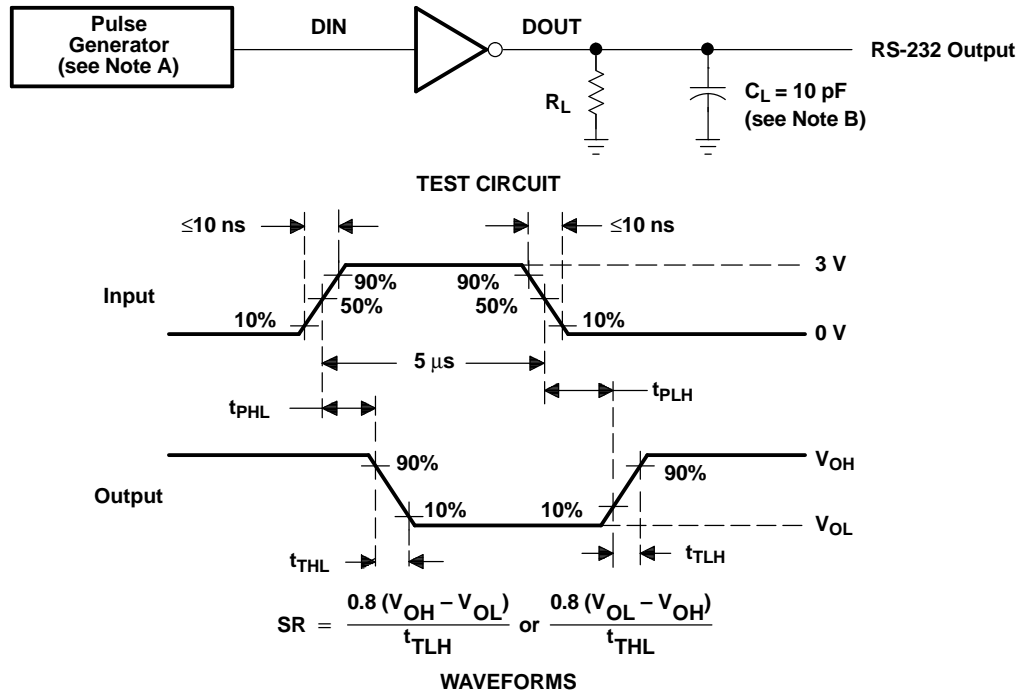 Pulse
Generator
(see Note A)
DIN
DOUT
RS-232 Output
RL
CL = 10 pF
(see Note B)
TEST CIRCUIT
≤10 ns
≤10 ns
3 V
90%
90%
Input
50%
50%
10%
10%
0 V
5 μs
tPHL
tPLH
VOH
90%
90%
Output
10%
10%
VOL
tTHL
tTLH
SR = 0.8 (VOH – VOL) / tTLH or 0.8 (VOL – VOH) / tTHL
WAVEFORMS